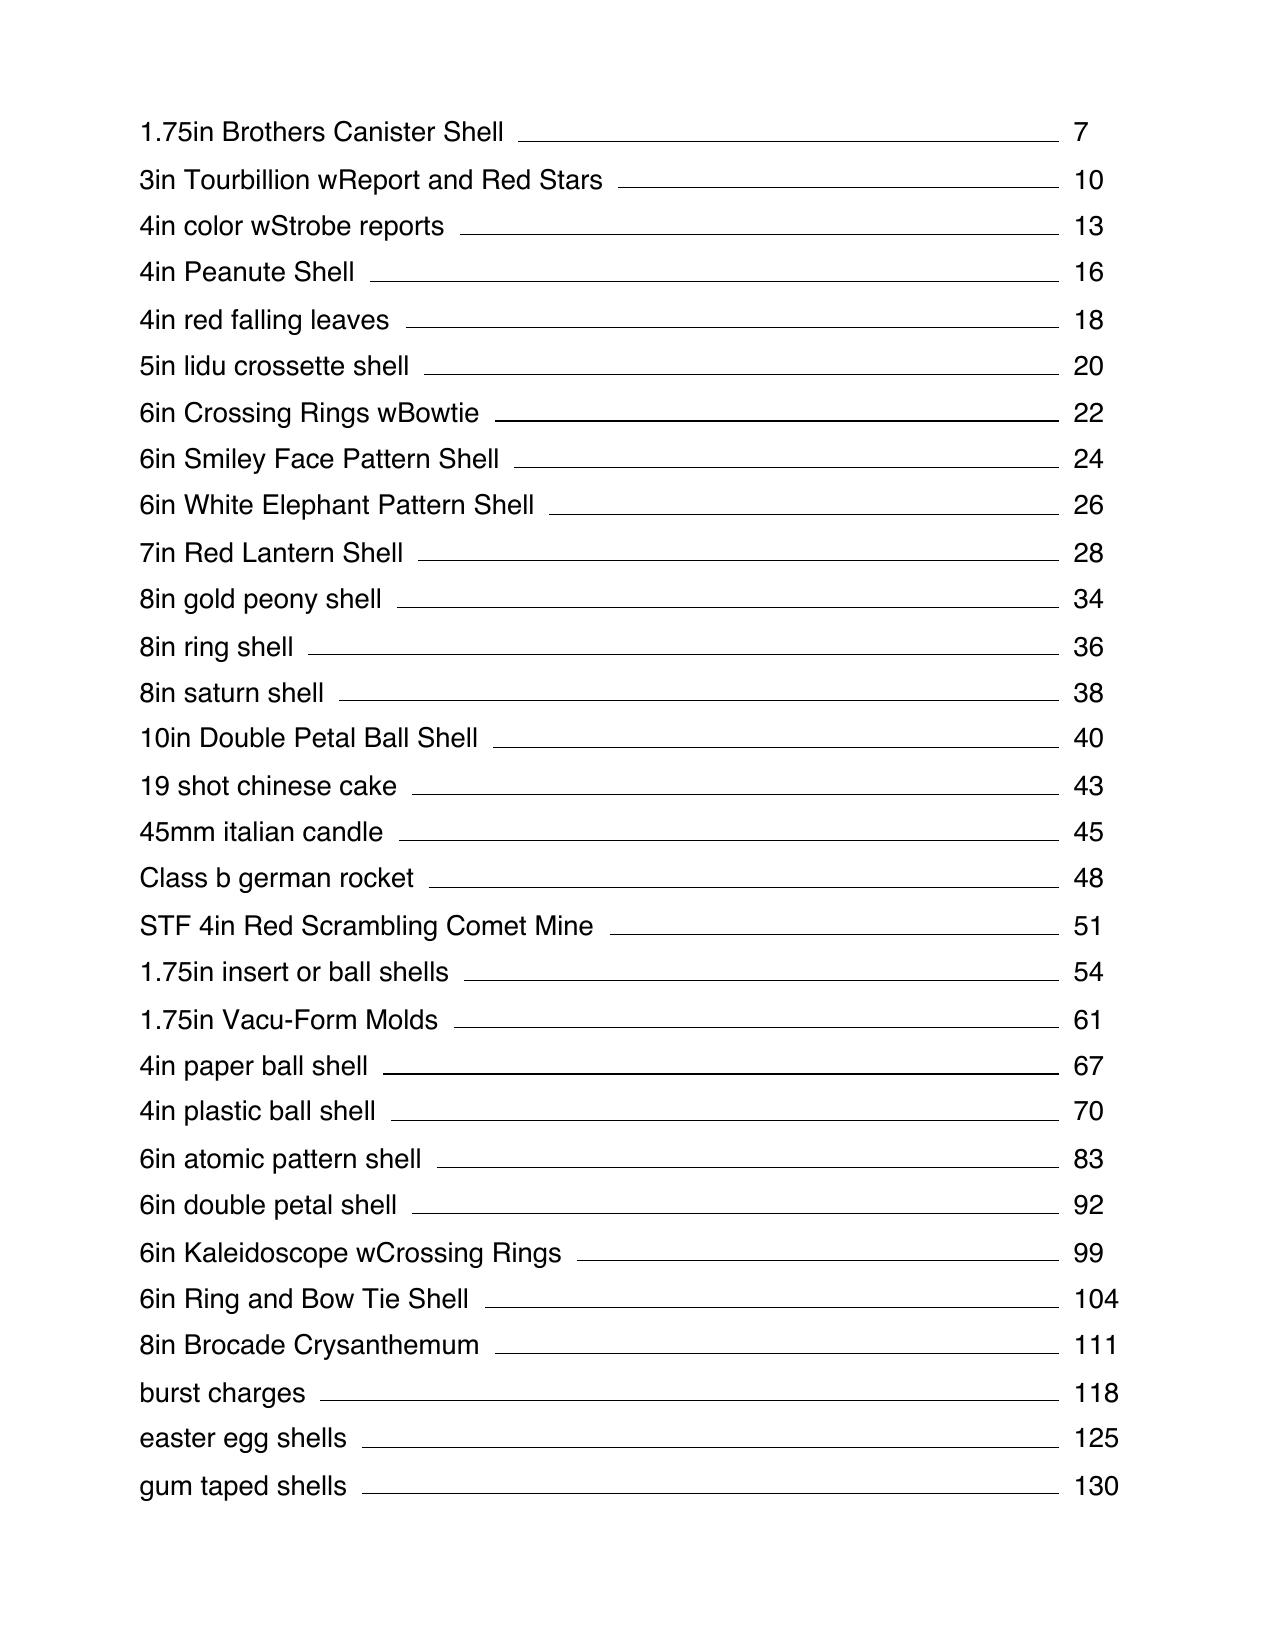 1.75in Brothers Canister Shell 7
3in Tourbillion wReport and Red Stars 10
4in color wStrobe reports 13
4in Peanute Shell 16
4in red falling leaves 18
5in lidu crossette shell 20
6in Crossing Rings wBowtie 22
6in Smiley Face Pattern Shell 24
6in White Elephant Pattern Shell 26
7in Red Lantern Shell 28
8in gold peony shell 34
8in ring shell 36
8in saturn shell 38
10in Double Petal Ball Shell 40
19 shot chinese cake 43
45mm italian candle 45
Class b german rocket 48
STF 4in Red Scrambling Comet Mine 51
1.75in insert or ball shells 54
1.75in Vacu-Form Molds 61
4in paper ball shell 67
4in plastic ball shell 70
6in atomic pattern shell 83
6in double petal shell 92
6in Kaleidoscope wCrossing Rings 99
6in Ring and Bow Tie Shell 104
8in Brocade Crysanthemum 111
burst charges 118
easter egg shells 125
gum taped shells 130